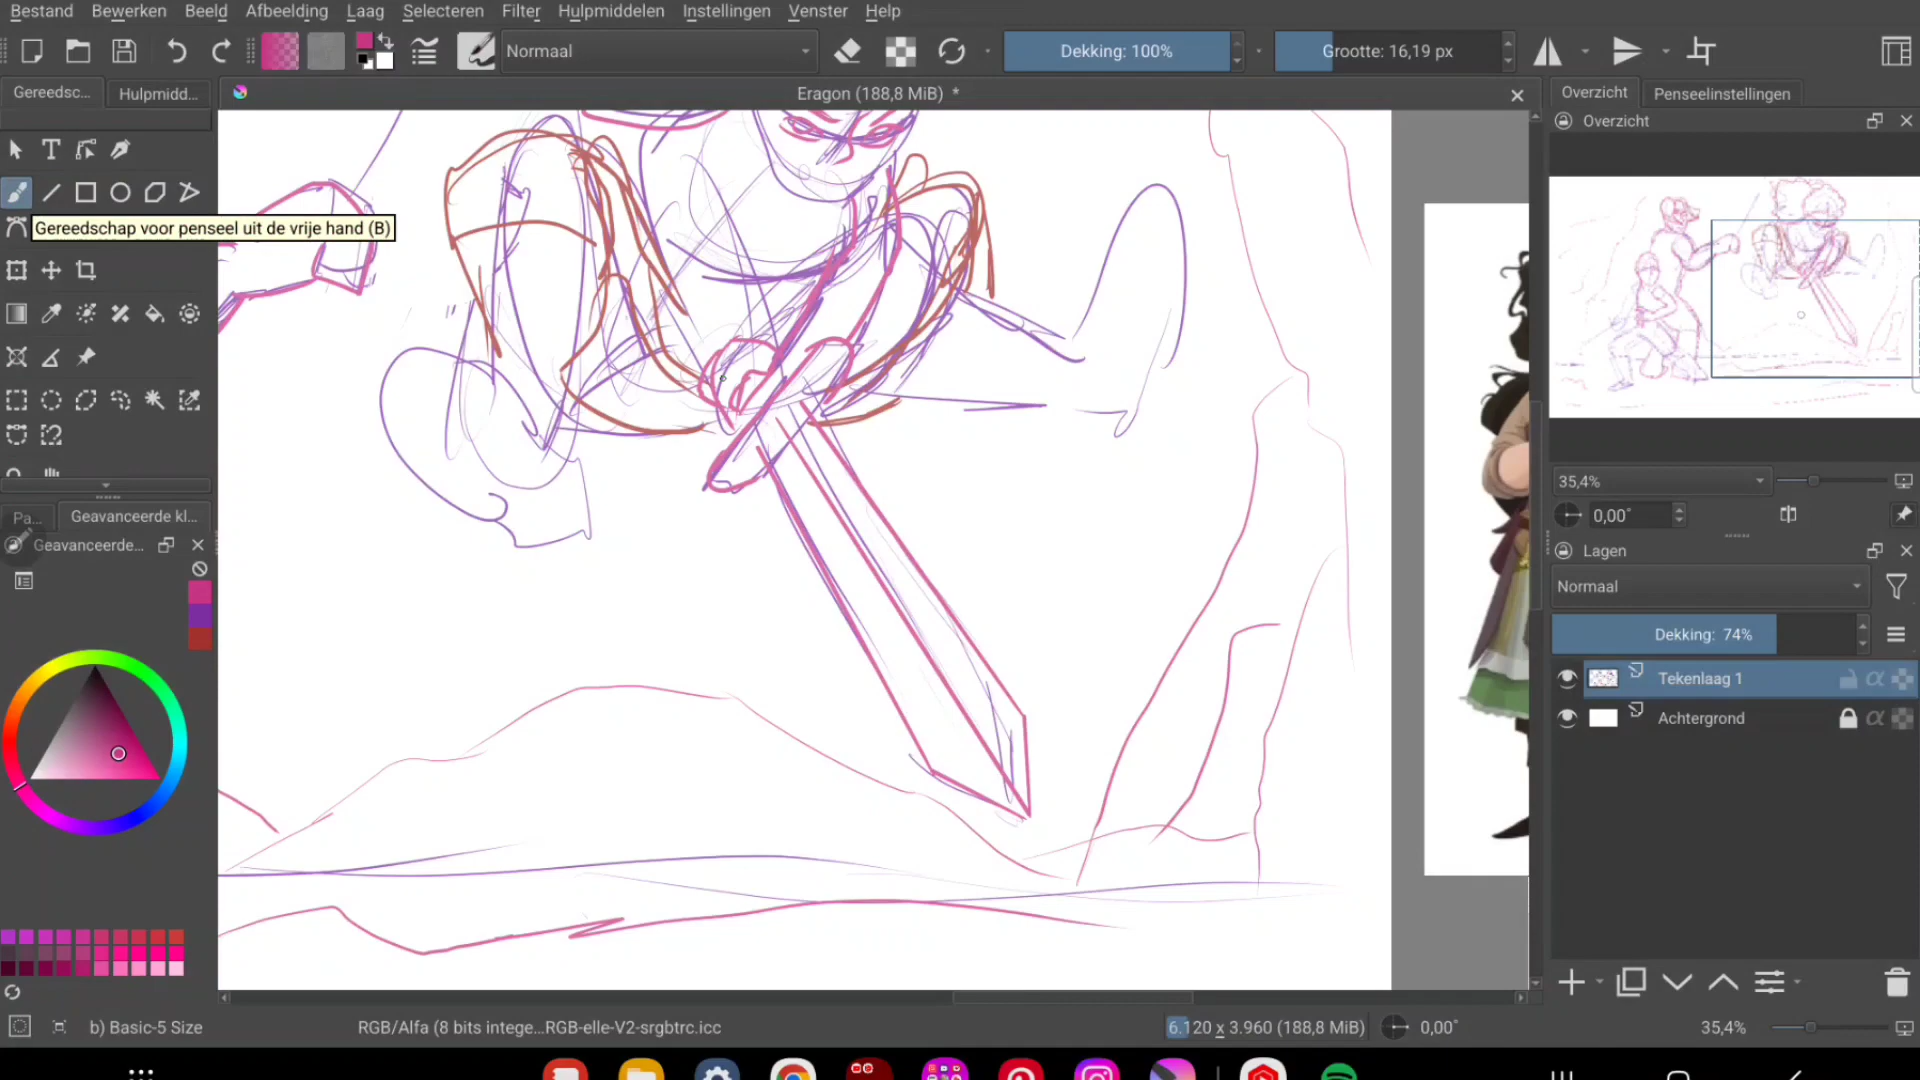 Bestand Bewerken Beeld Afbeelding Laag Selecteren Filter Hulpmiddelen Instellingen Venster Help
Normaal
Dekking: 100%
Grootte: 16,19 px
Gereedsc...
Hulpmidd...
Eragon (188,8 MiB) *
Overzicht
Penseelinstellingen
Overzicht
Gereedschap voor penseel uit de vrije hand (B)
35,4%
0,00°
Pa...
Geavanceerde kl...
Geavanceerde...
Lagen
Normaal
Dekking: 74%
Tekenlaag 1
Achtergrond
b) Basic-5 Size
RGB/Alfa (8 bits intege...RGB-elle-V2-srgbtrc.icc
6.120 x 3.960 (188,8 MiB)
0,00°
35,4%